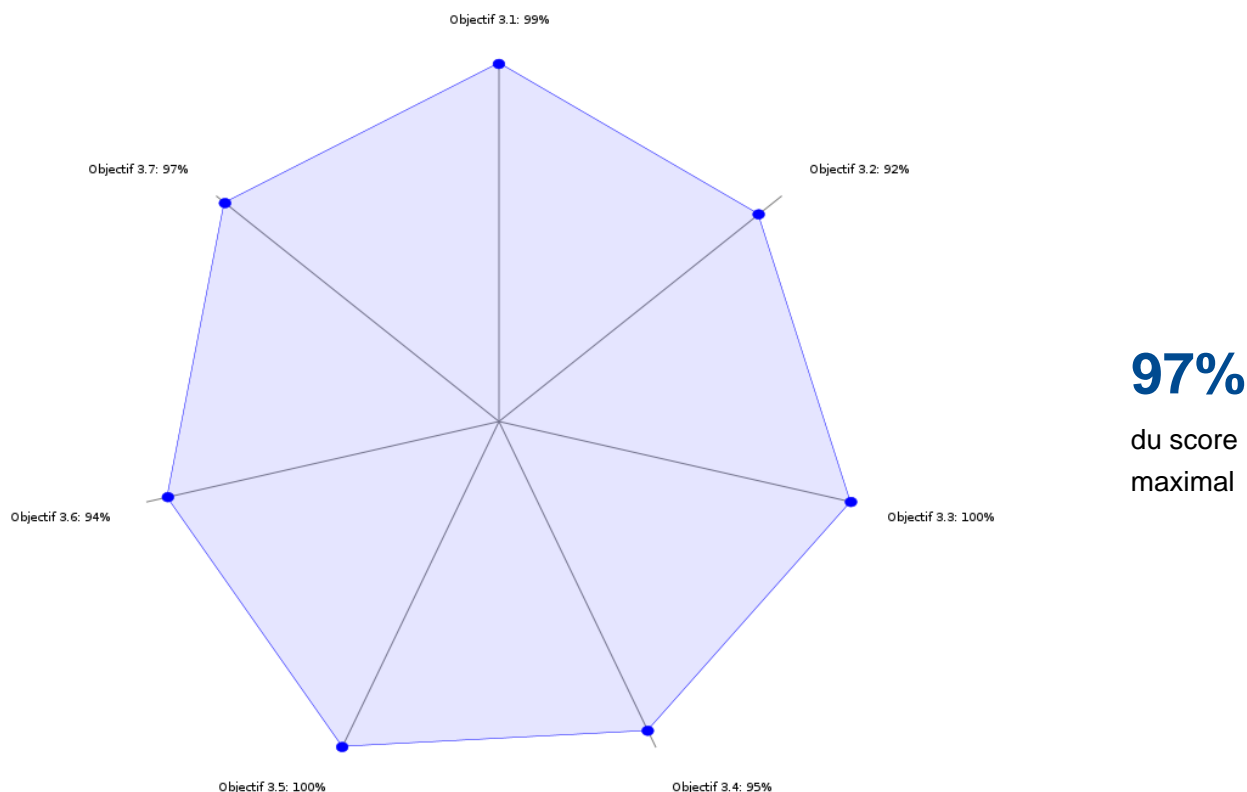 Objectif 3.1: 99%
Objectif 3.7: 97%
Objectif 3.2: 92%
97%
du score
maximal
Objectif 3.6: 94%
Objectif 3.3: 100%
Objectif 3.5: 100%
Objectif 3.4: 95%